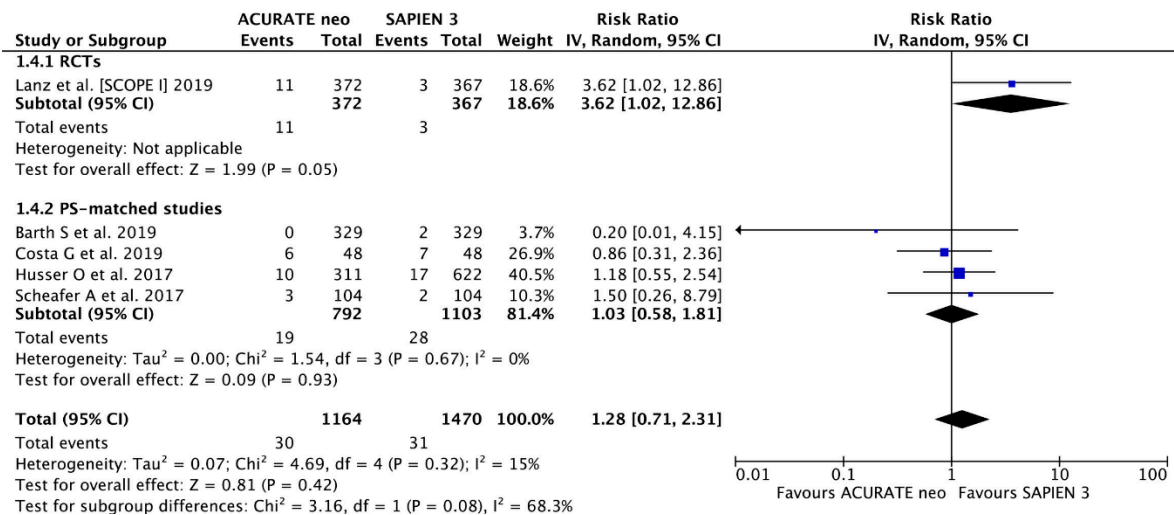 ACURATE neo SAPIEN 3 Risk Ratio Risk Ratio
Study or Subgroup Events Total Events Total Weight IV, Random, 95% CI IV, Random, 95% CI
1.4.1 RCTs
Lanz et al. [SCOPE I] 2019 11 372 3 367 18.6% 3.62 [1.02, 12.86]
Subtotal (95% CI) 372 367 18.6% 3.62 [1.02, 12.86]
Total events 11 3
Heterogeneity: Not applicable
Test for overall effect: Z = 1.99 (P = 0.05)
1.4.2 PS-matched studies
Barth S et al. 2019 0 329 2 329 3.7% 0.20 [0.01, 4.15]
Costa G et al. 2019 6 48 7 48 26.9% 0.86 [0.31, 2.36]
Husser O et al. 2017 10 311 17 622 40.5% 1.18 [0.55, 2.54]
Scheafer A et al. 2017 3 104 2 104 10.3% 1.50 [0.26, 8.79]
Subtotal (95% CI) 792 1103 81.4% 1.03 [0.58, 1.81]
Total events 19 28
Heterogeneity: Tau² = 0.00; Chi² = 1.54, df = 3 (P = 0.67); I² = 0%
Test for overall effect: Z = 0.09 (P = 0.93)
Total (95% CI) 1164 1470 100.0% 1.28 [0.71, 2.31]
Total events 30 31
Heterogeneity: Tau² = 0.07; Chi² = 4.69, df = 4 (P = 0.32); I² = 15%
Test for overall effect: Z = 0.81 (P = 0.42)
Test for subgroup differences: Chi² = 3.16, df = 1 (P = 0.08), I² = 68.3%
0.01 0.1 1 10 100
Favours ACURATE neo Favours SAPIEN 3